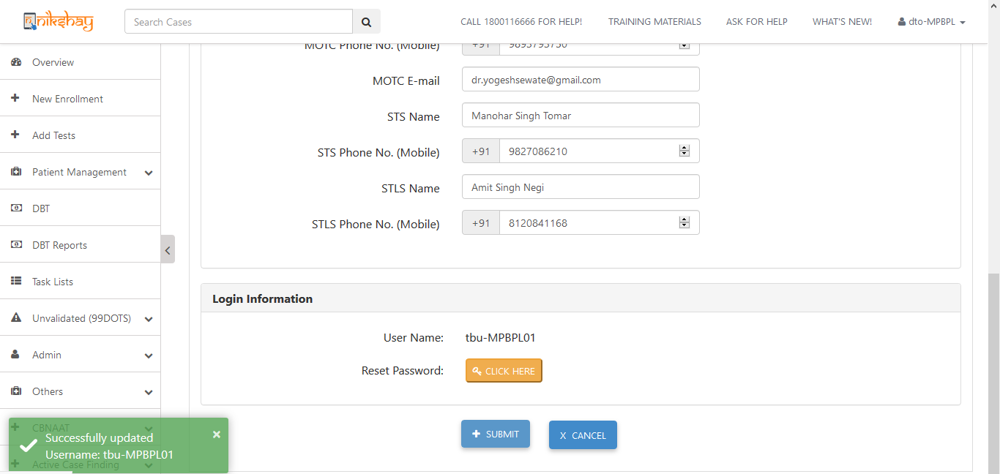 nikshay
Search Cases
CALL 1800116666 FOR HELP!
TRAINING MATERIALS
ASK FOR HELP
WHAT'S NEW!
dto-MPBPL
Overview
New Enrollment
Add Tests
Patient Management
DBT
DBT Reports
Task Lists
Unvalidated (99DOTS)
Admin
Others
CBNAAT
Active Case Finding
MOTC Phone No. (Mobile) +91
MOTC E-mail dr.yogeshsewate@gmail.com
STS Name Manohar Singh Tomar
STS Phone No. (Mobile) +91 9827086210
STLS Name Amit Singh Negi
STLS Phone No. (Mobile) +91 8120841168
Login Information
User Name: tbu-MPBPL01
Reset Password: CLICK HERE
+ SUBMIT X CANCEL
Successfully updated ×
Username: tbu-MPBPL01